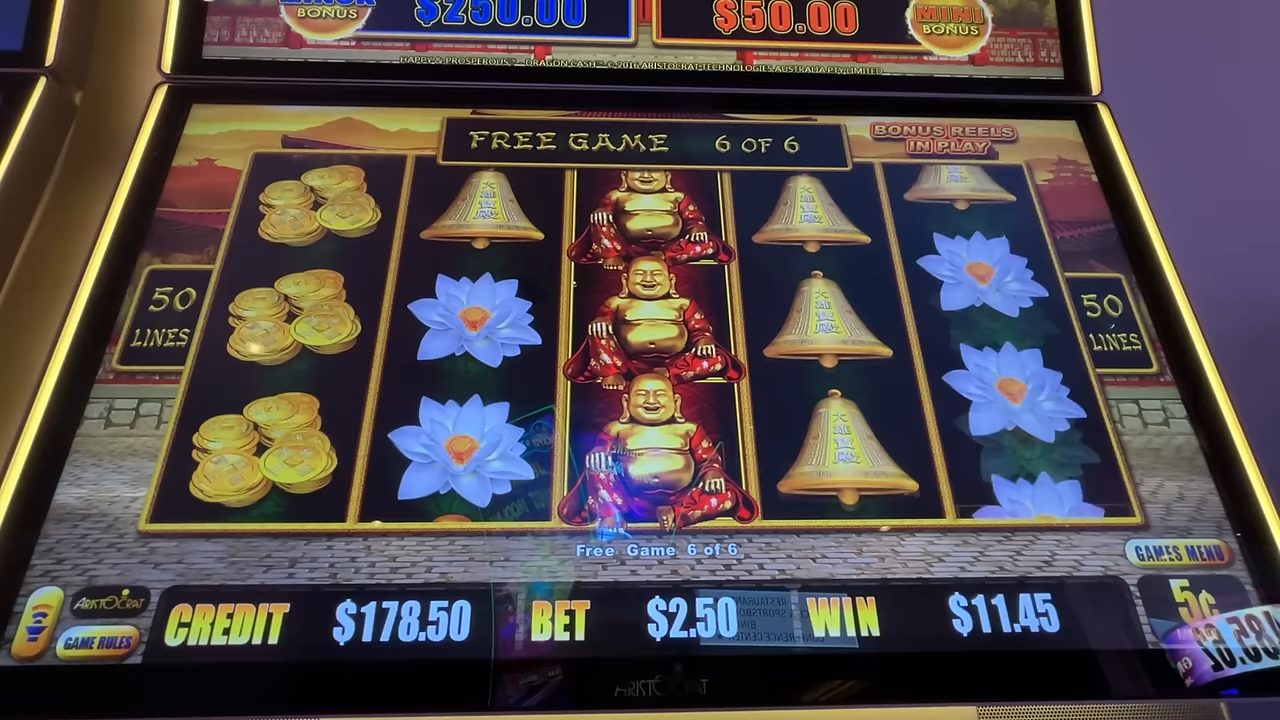 MINOR
BONUS
$250.00
$50.00
MINI
BONUS
HAPPY & PROSPEROUS™ DRAGON CASH™ © 2016 ARISTOCRAT TECHNOLOGIES AUSTRALIA PTY LIMITED
FREE GAME 6 OF 6
BONUS REELS
IN PLAY
50
LINES
50
LINES
Free Game 6 of 6
GAMES MENU
ARISTOCRAT
GAME RULES
CREDIT $178.50
BET $2.50
WIN $11.45
5¢
ARISTOCRAT